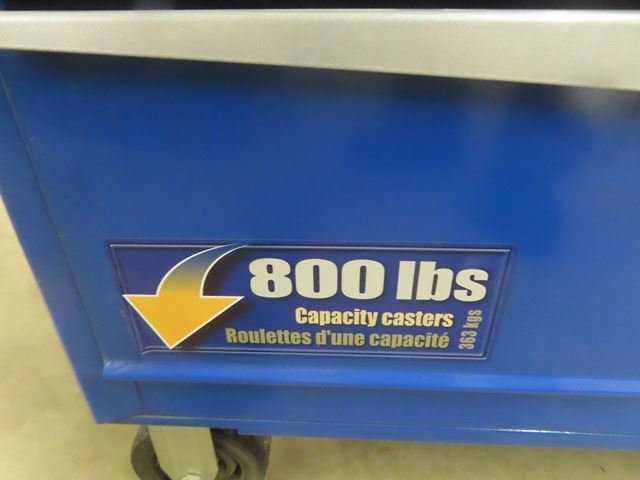 800 lbs
Capacity casters
Roulettes d'une capacité
363 kgs